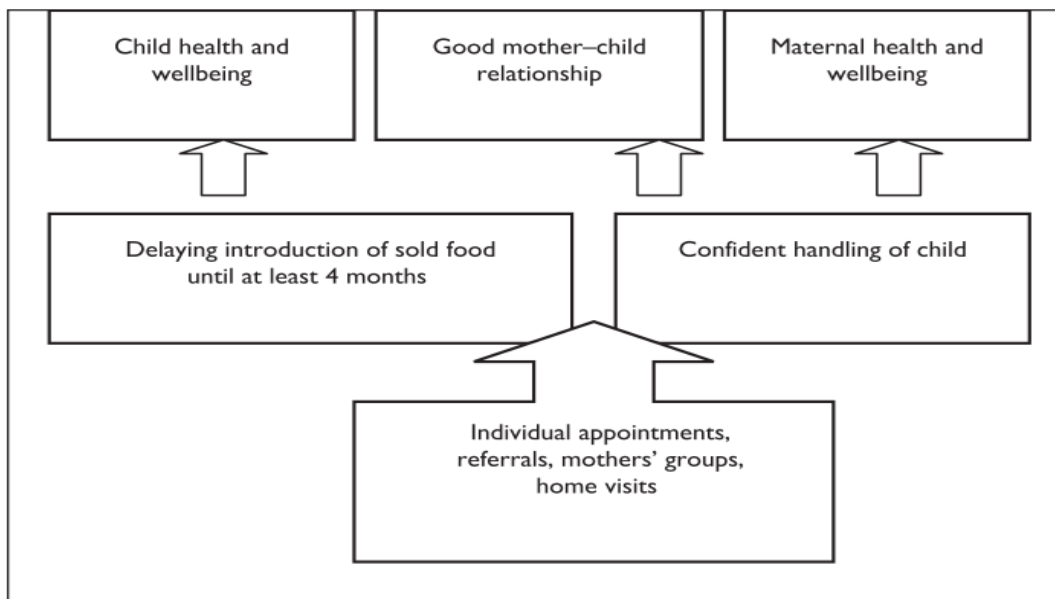 Child health and
wellbeing
Good mother–child
relationship
Maternal health and
wellbeing
Delaying introduction of sold food
until at least 4 months
Confident handling of child
Individual appointments,
referrals, mothers’ groups,
home visits